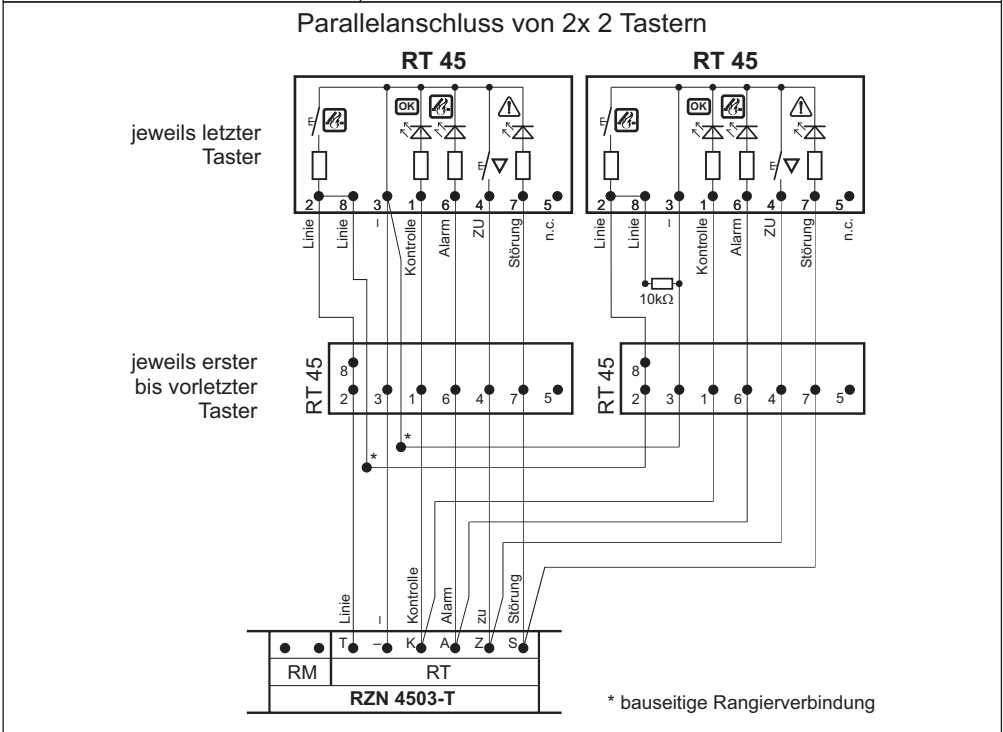 Parallelanschluss von 2x 2 Tastern
RT 45
RT 45
jeweils letzter
Taster
OK
OK
2 8 3 1 6 4 7 5
Linie Linie – Kontrolle Alarm ZU Störung n.c.
2 8 3 1 6 4 7 5
Linie Linie – Kontrolle Alarm ZU Störung n.c.
10kΩ
jeweils erster
bis vorletzter
Taster
RT 45
8
2 3 1 6 4 7 5
RT 45
8
2 3 1 6 4 7 5
*
*
Linie – Kontrolle Alarm zu Störung
T – K A Z S
RM RT
RZN 4503-T
* bauseitige Rangierverbindung